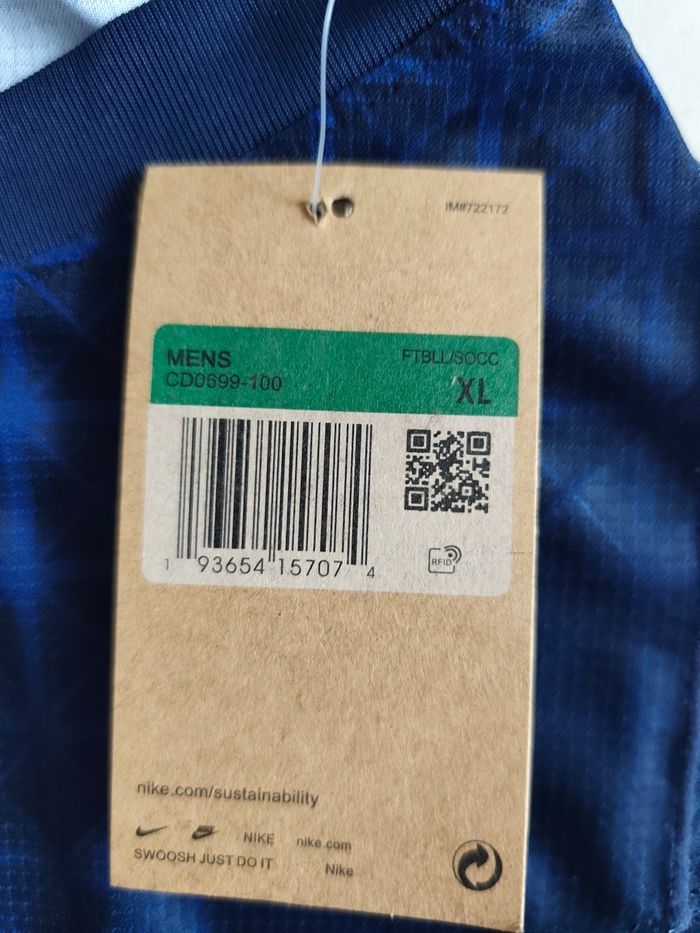 IM#722172
MENS
FTBLL/SOCC
CD0699-100
XL
1 93654 15707 4
RFID
nike.com/sustainability
NIKE nike.com
SWOOSH JUST DO IT Nike